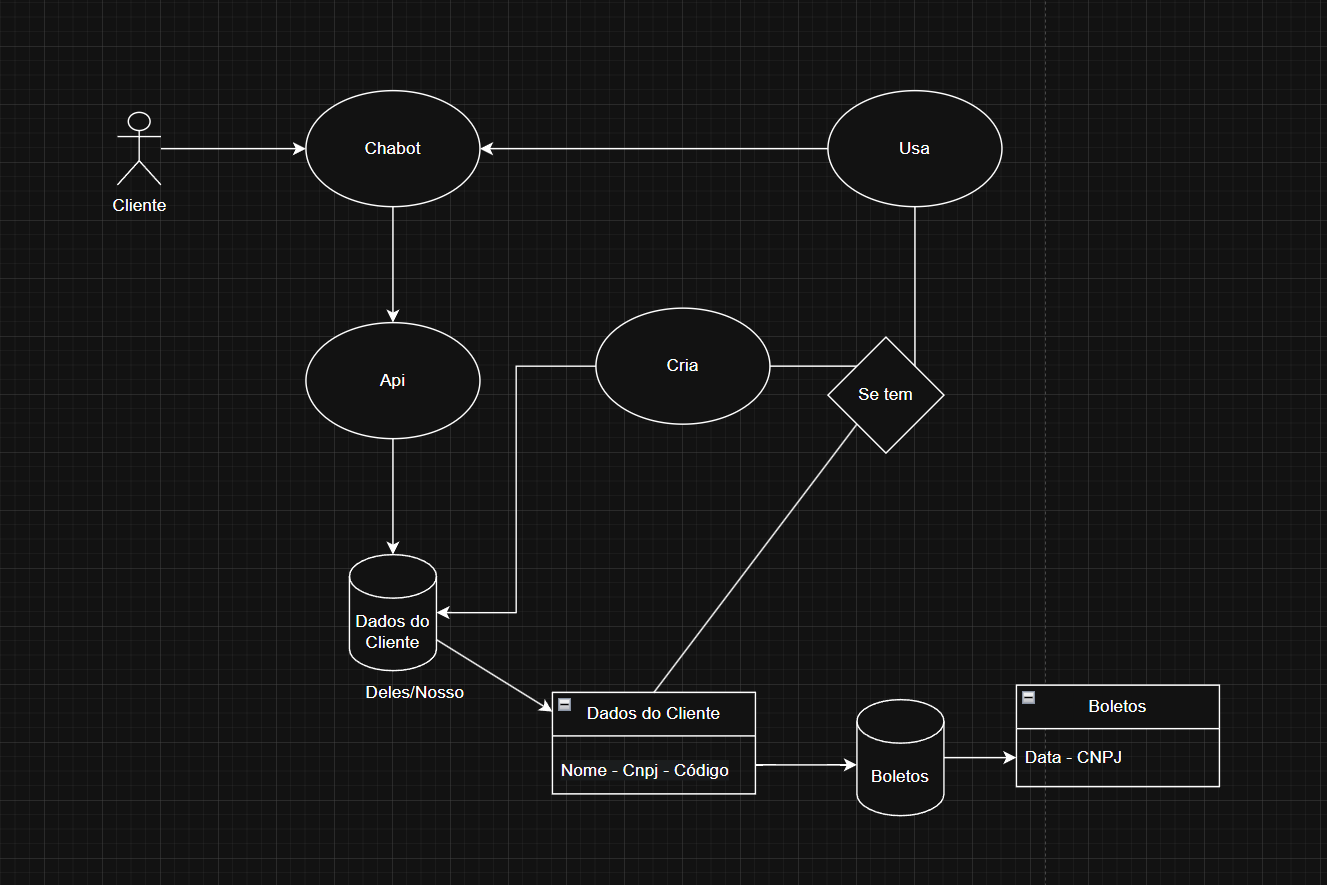 Chabot
Usa
Cliente
Cria
Api
Se tem
Dados do
Cliente
Deles/Nosso
Dados do Cliente
Nome - Cnpj - Código
Boletos
Boletos
Data - CNPJ